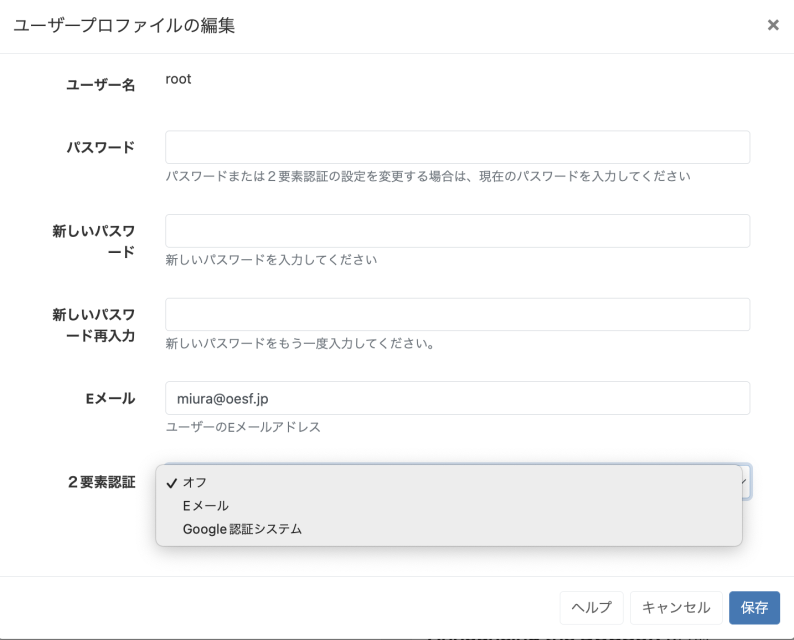 ユーザープロファイルの編集
×
ユーザー名
root
パスワード
パスワードまたは２要素認証の設定を変更する場合は、現在のパスワードを入力してください
新しいパスワ
ード
新しいパスワードを入力してください
新しいパスワ
ード再入力
新しいパスワードをもう一度入力してください。
Eメール
miura@oesf.jp
ユーザーのEメールアドレス
２要素認証
✓ オフ
Eメール
Google 認証システム
ヘルプ
キャンセル
保存